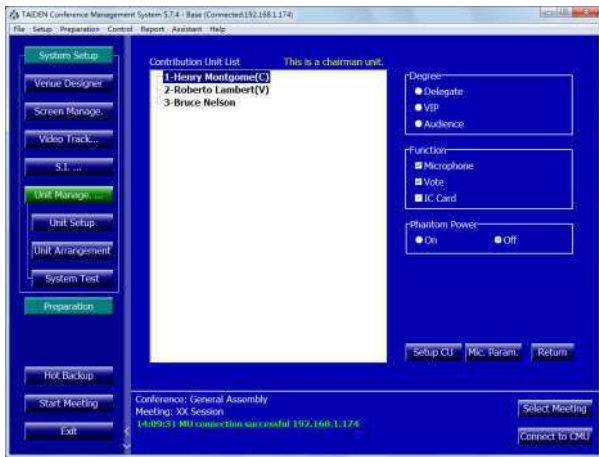 TAIDEN Conference Management System 5.7.4 - Base (Connected:192.168.1.174)
File Setup Preparation Control Report Assistant Help
System Setup
Venue Designer
Screen Manage.
Video Track...
S.I. ...
Unit Manage. ...
Unit Setup
Unit Arrangement
System Test
Preparation
Hot Backup
Start Meeting
Exit
Contribution Unit List
This is a chairman unit.
1-Henry Montgome(C)
2-Roberto Lambert(V)
3-Bruce Nelson
Degree
Delegate
VIP
Audience
Function
Microphone
Vote
IC Card
Phantom Power
On
Off
Setup CU
Mic. Param.
Return
Conference: General Assembly
Meeting: XX Session
14:09:31 MU connection successful 192.168.1.174
Select Meeting
Connect to CMU